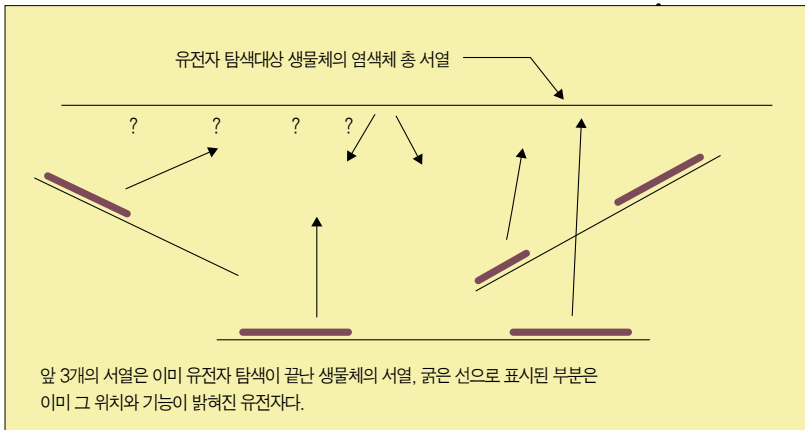 유전자 탐색대상 생물체의 염색체 총 서열
? ? ? ?
앞 3개의 서열은 이미 유전자 탐색이 끝난 생물체의 서열, 굵은 선으로 표시된 부분은
이미 그 위치와 기능이 밝혀진 유전자다.